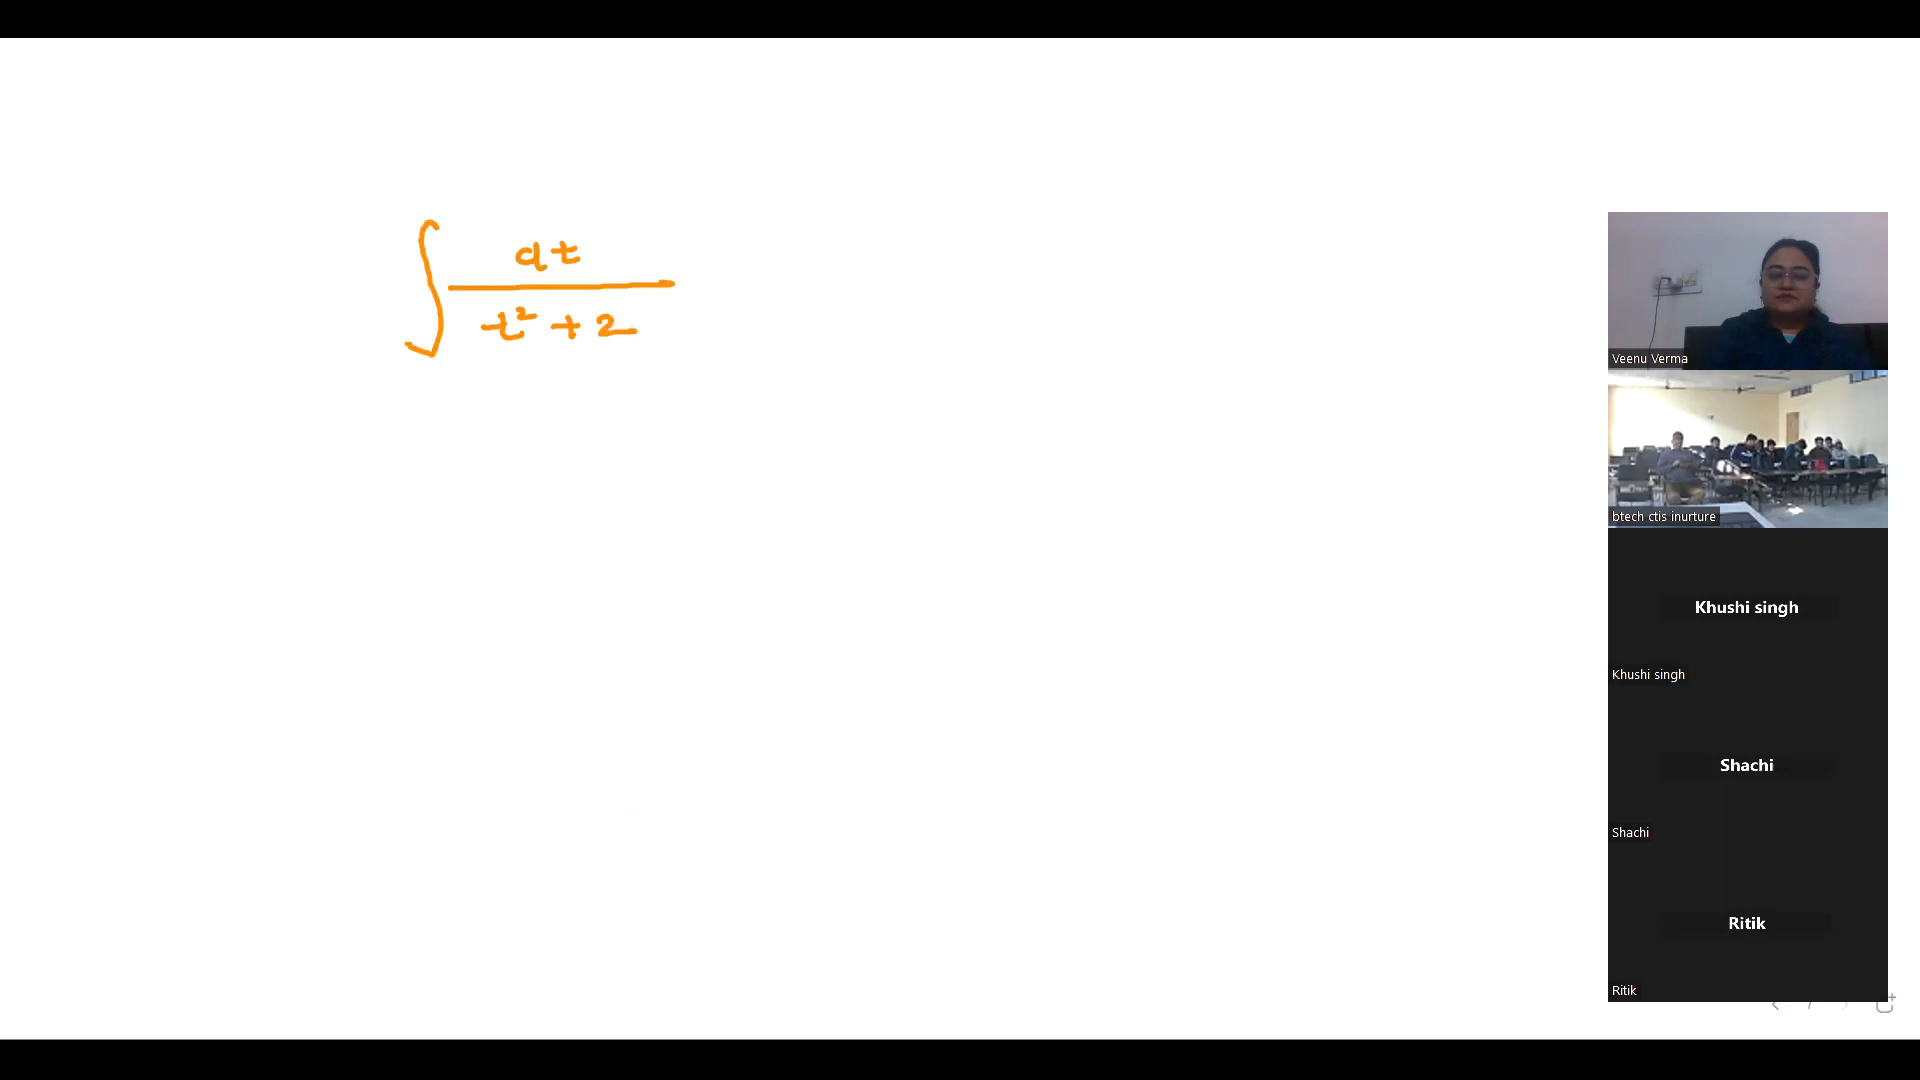 ∫ dt
t² + 2
Veenu Verma
btech ctis inurture
Khushi singh
Khushi singh
Shachi
Shachi
Ritik
Ritik